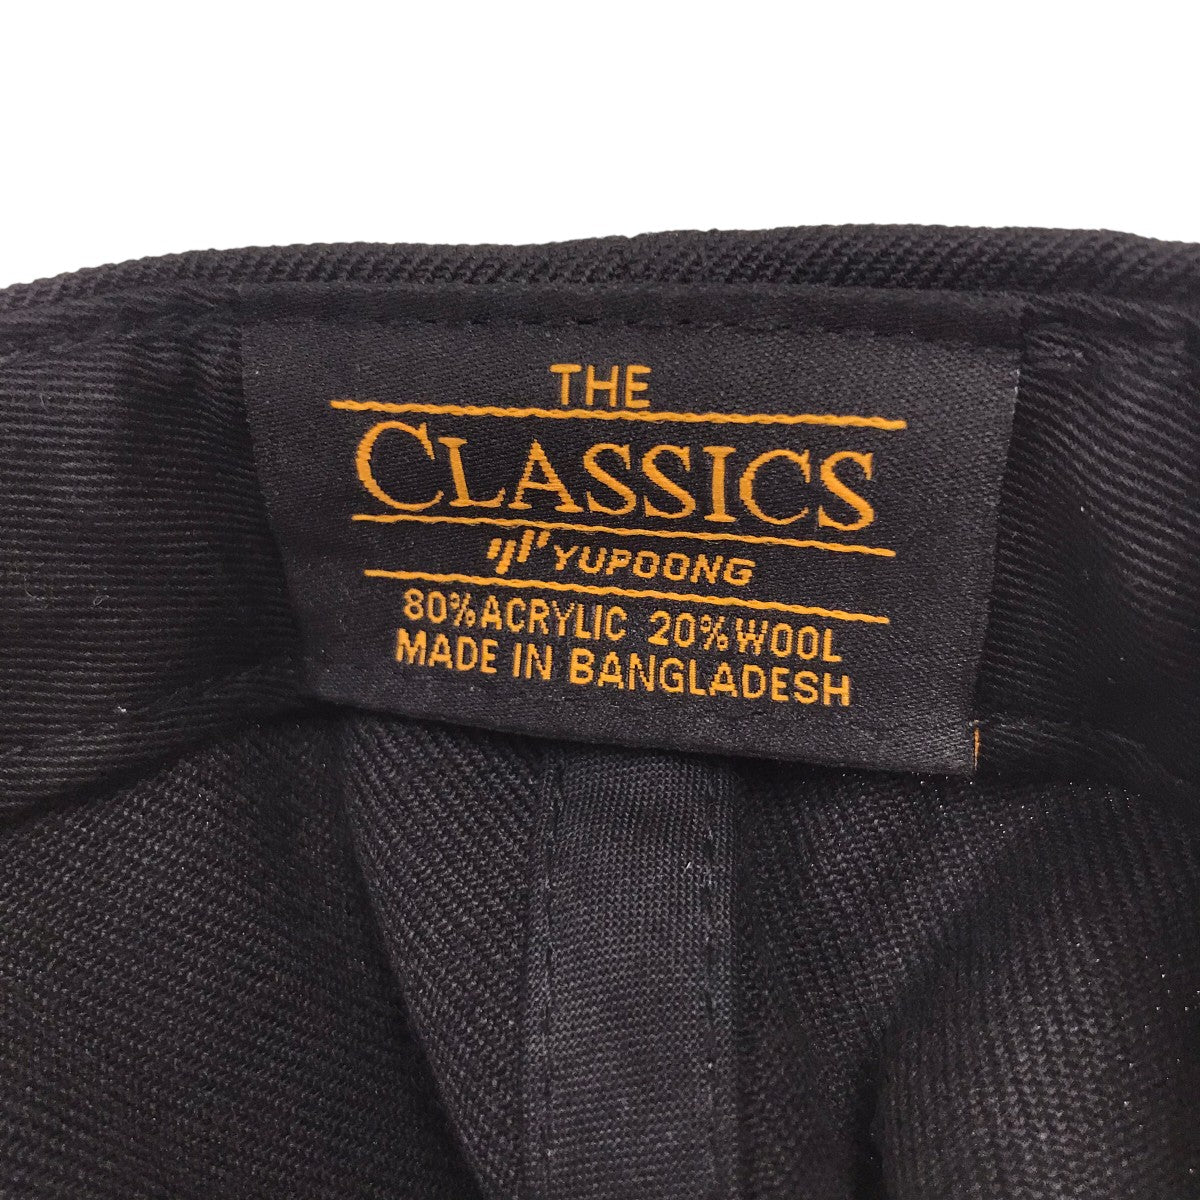 THE
CLASSICS
YUPOONG
80% ACRYLIC 20% WOOL
MADE IN BANGLADESH